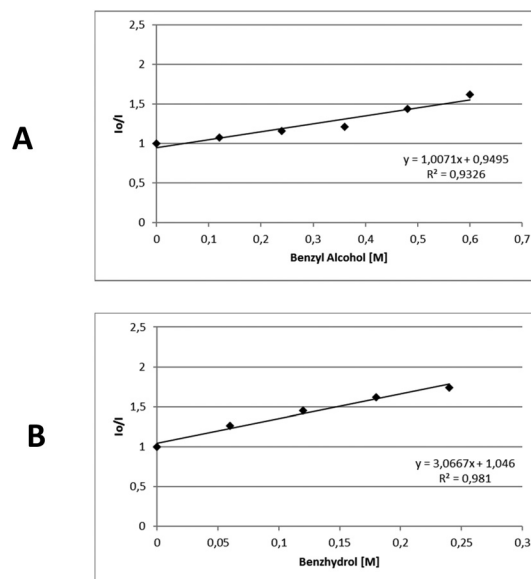 A
2,5
2
1,5
1
0,5
0
Io/I
0 0,1 0,2 0,3 0,4 0,5 0,6 0,7
Benzyl Alcohol [M]
y = 1,0071x + 0,9495
R² = 0,9326
B
2,5
2
1,5
1
0,5
0
Io/I
0 0,05 0,1 0,15 0,2 0,25 0,3
Benzhydrol [M]
y = 3,0667x + 1,046
R² = 0,981